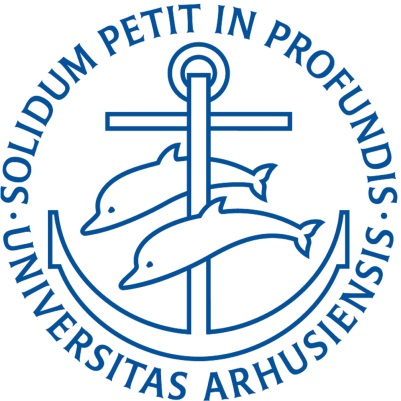 SOLIDUM PETIT IN PROFUNDIS
· UNIVERSITAS ARHUSIENSIS ·